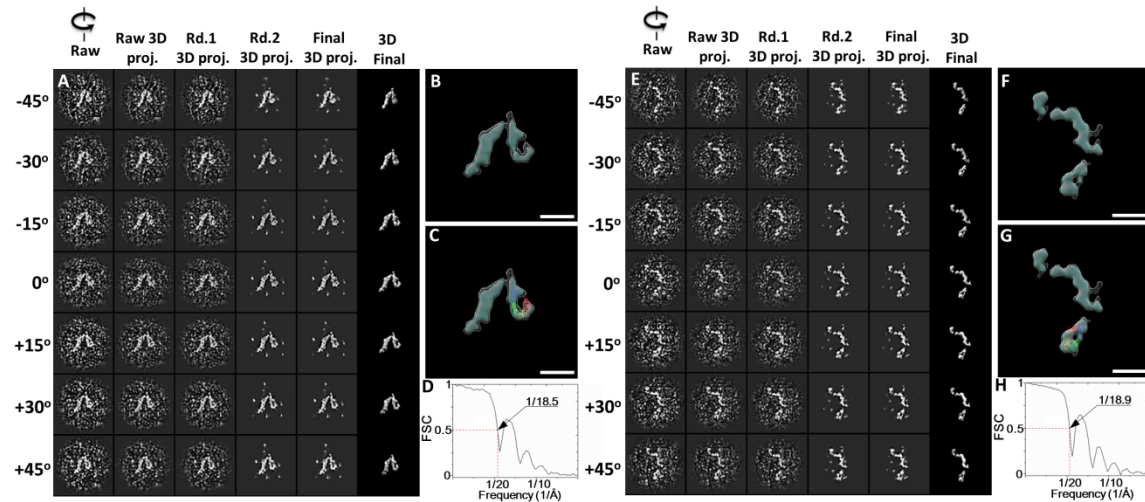 Raw Raw 3D proj. Rd.1 3D proj. Rd.2 3D proj. Final 3D proj. 3D Final
A
-45º
-30º
-15º
0º
+15º
+30º
+45º
B
C
D
1
0.5
0
FSC
1/18.5
1/20 1/10
Frequency (1/Å)
Raw Raw 3D proj. Rd.1 3D proj. Rd.2 3D proj. Final 3D proj. 3D Final
E
-45º
-30º
-15º
0º
+15º
+30º
+45º
F
G
H
1
0.5
0
FSC
1/18.9
1/20 1/10
Frequency (1/Å)